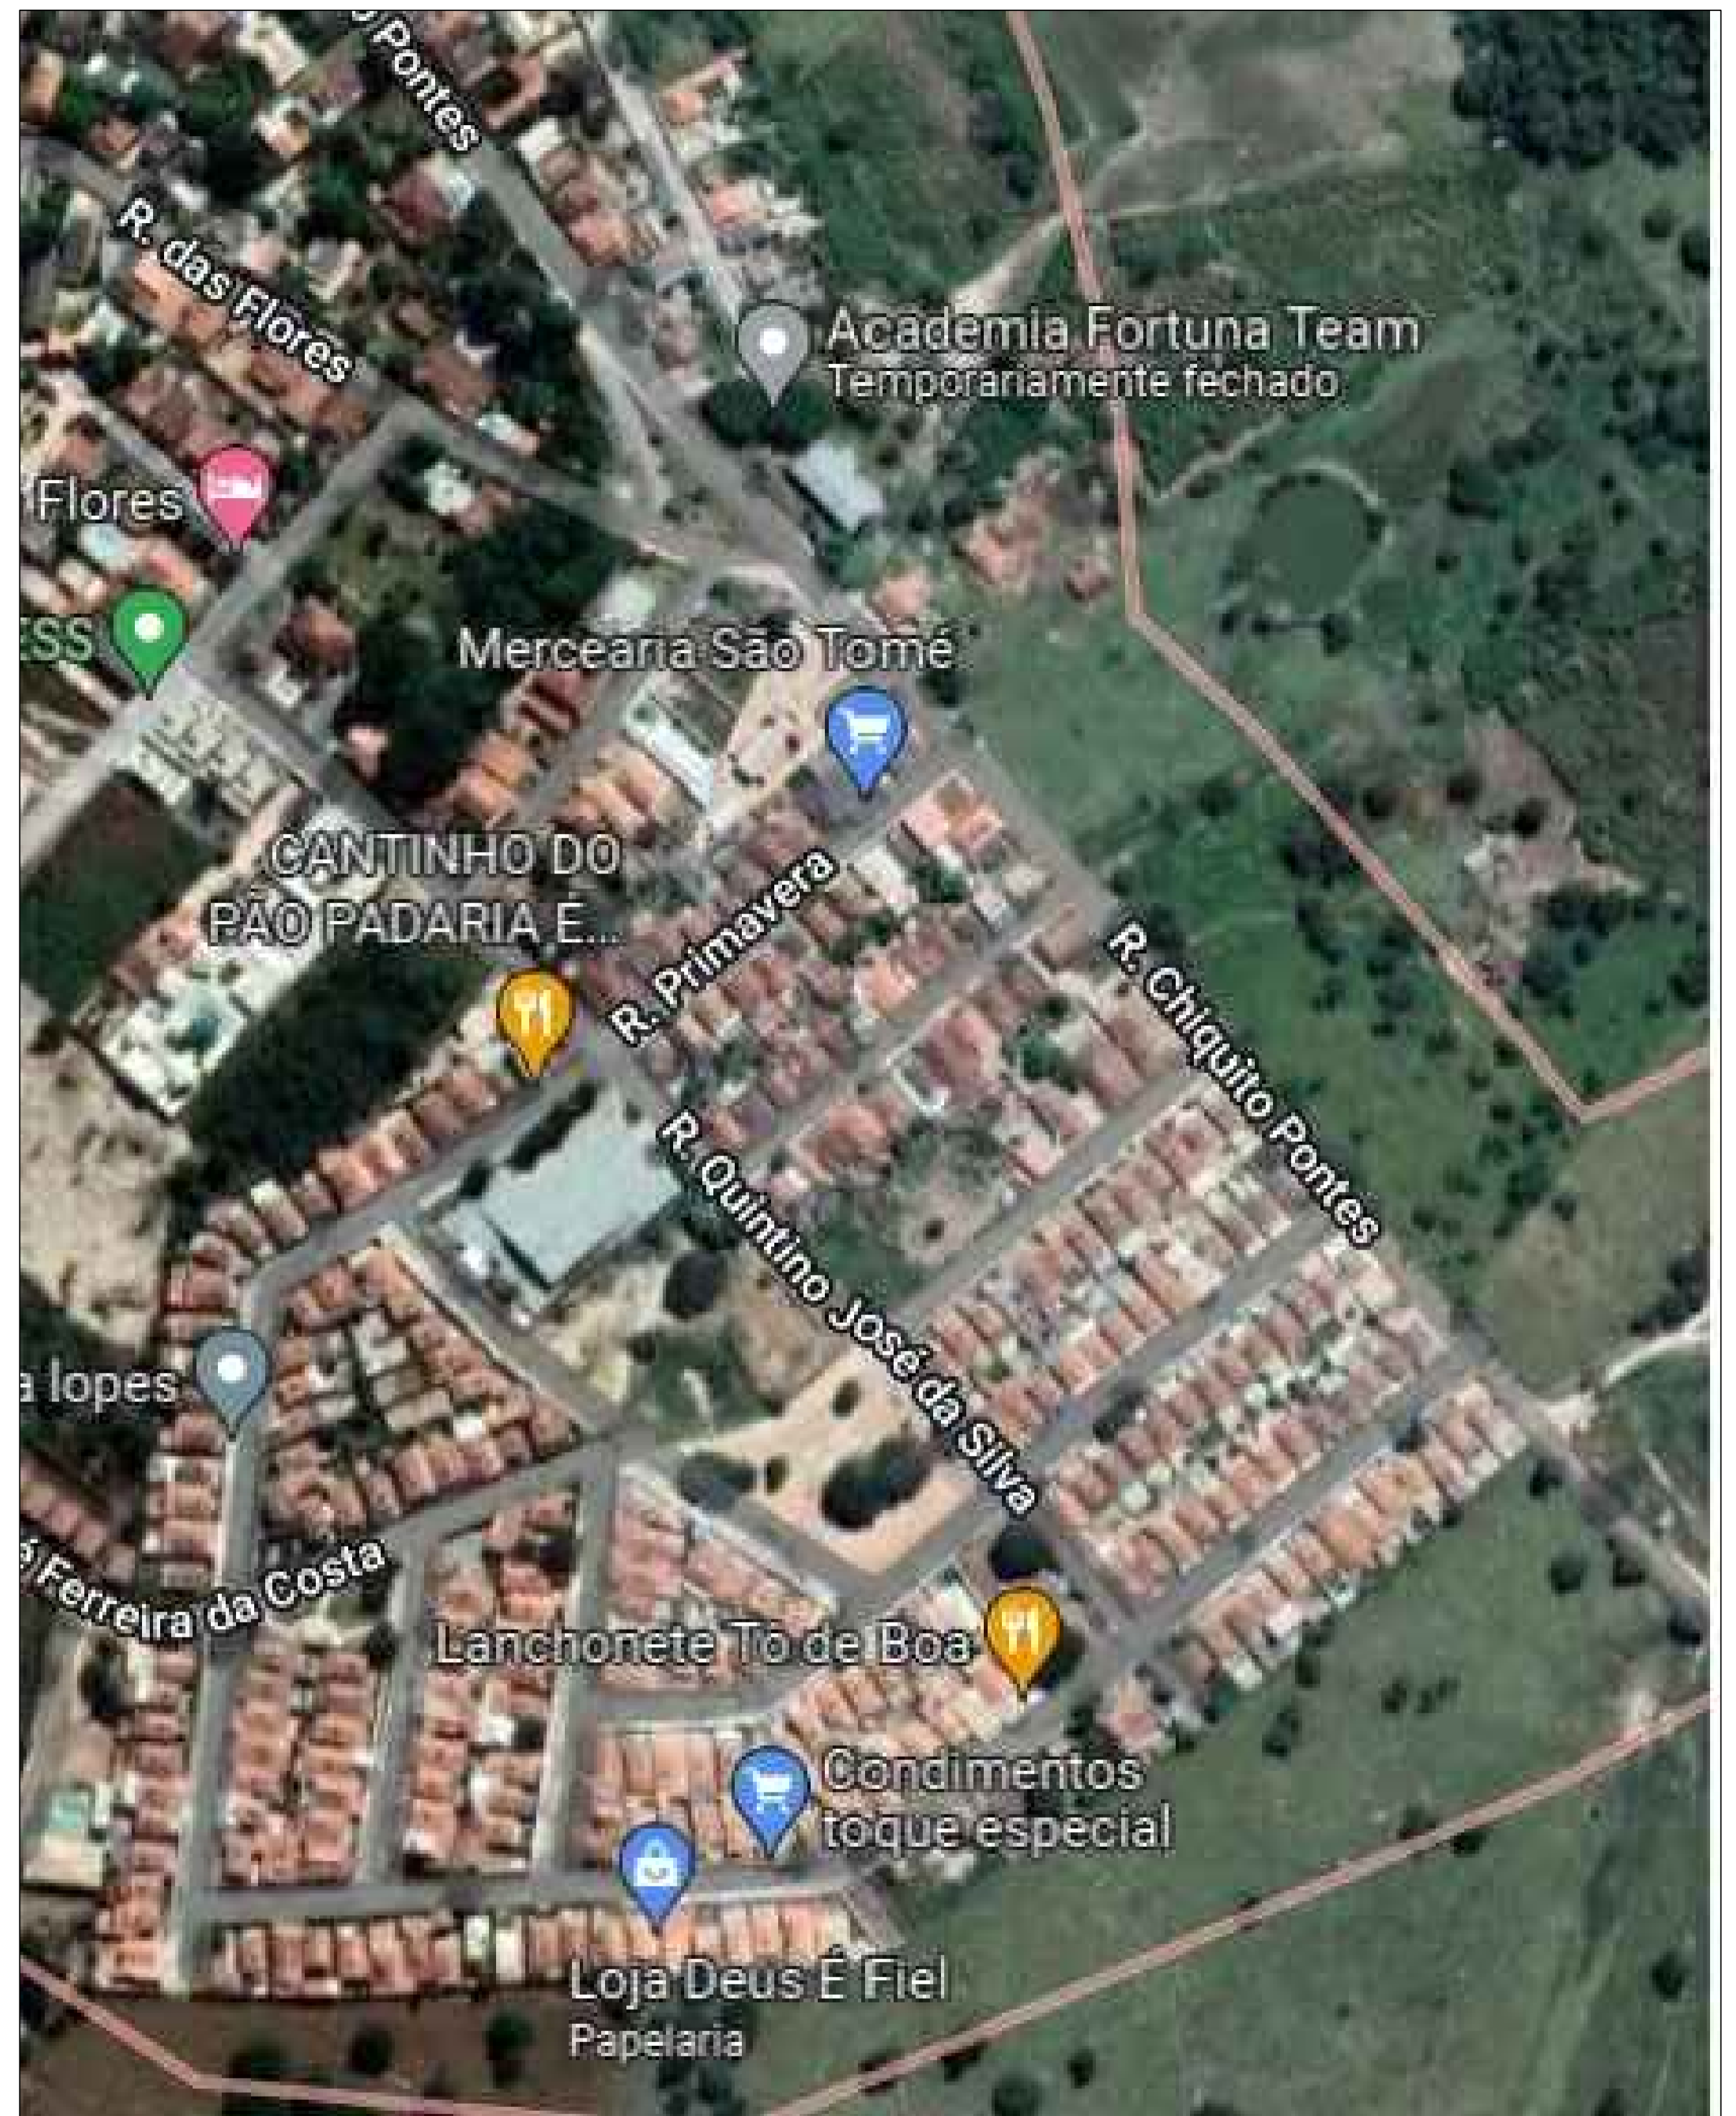 Pontes
R. das Flores
Academia Fortuna Team
Temporariamente fechado
Flores
ESS
Mercearia São Tomé
CANTINHO DO
PÃO PADARIA E...
R. Primavera
R. Chiquito Pontes
R. Quintino José da Silva
a lopes
é Ferreira da Costa
Lanchonete To de Boa
Condimentos
toque especial
Loja Deus É Fiel
Papelaria